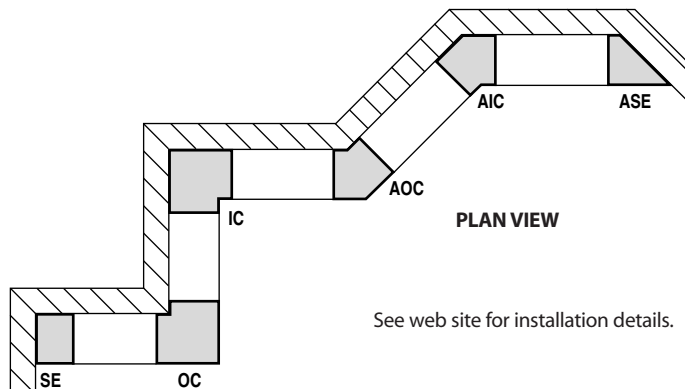 AIC
ASE
AOC
IC
PLAN VIEW
See web site for installation details.
SE
OC